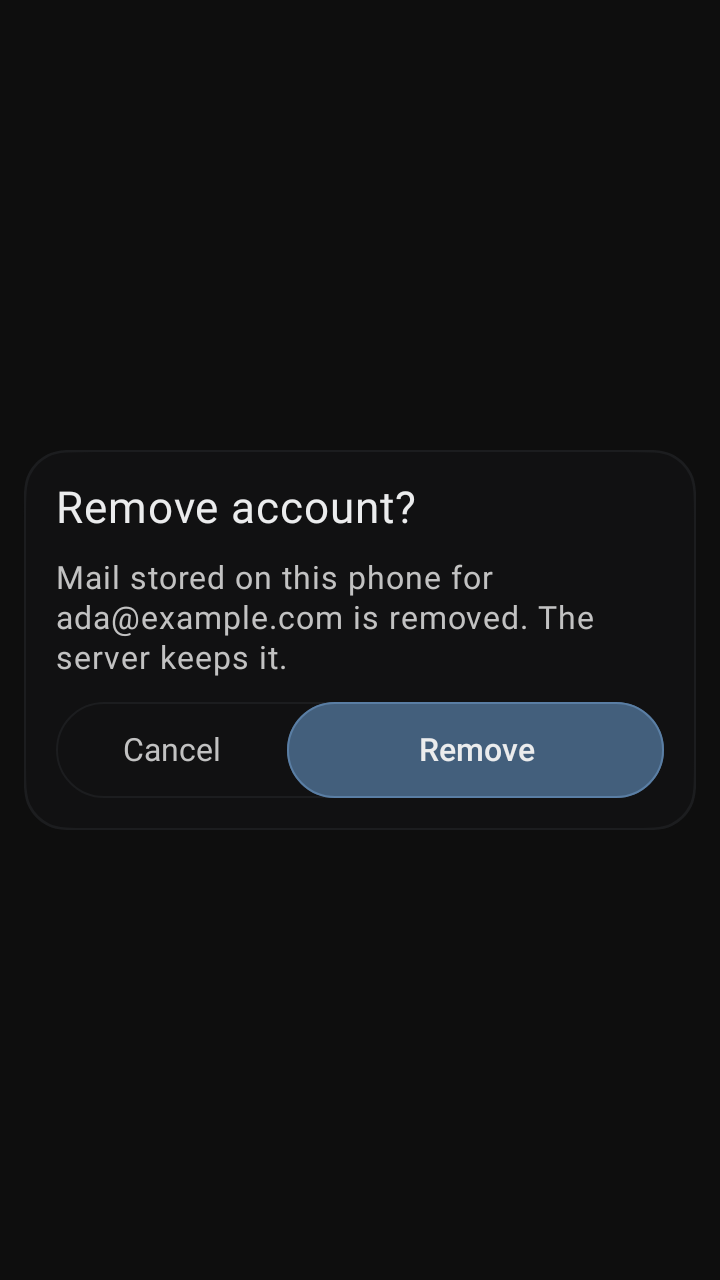 Remove account?
Mail stored on this phone for
ada@example.com is removed. The
server keeps it.
Cancel
Remove